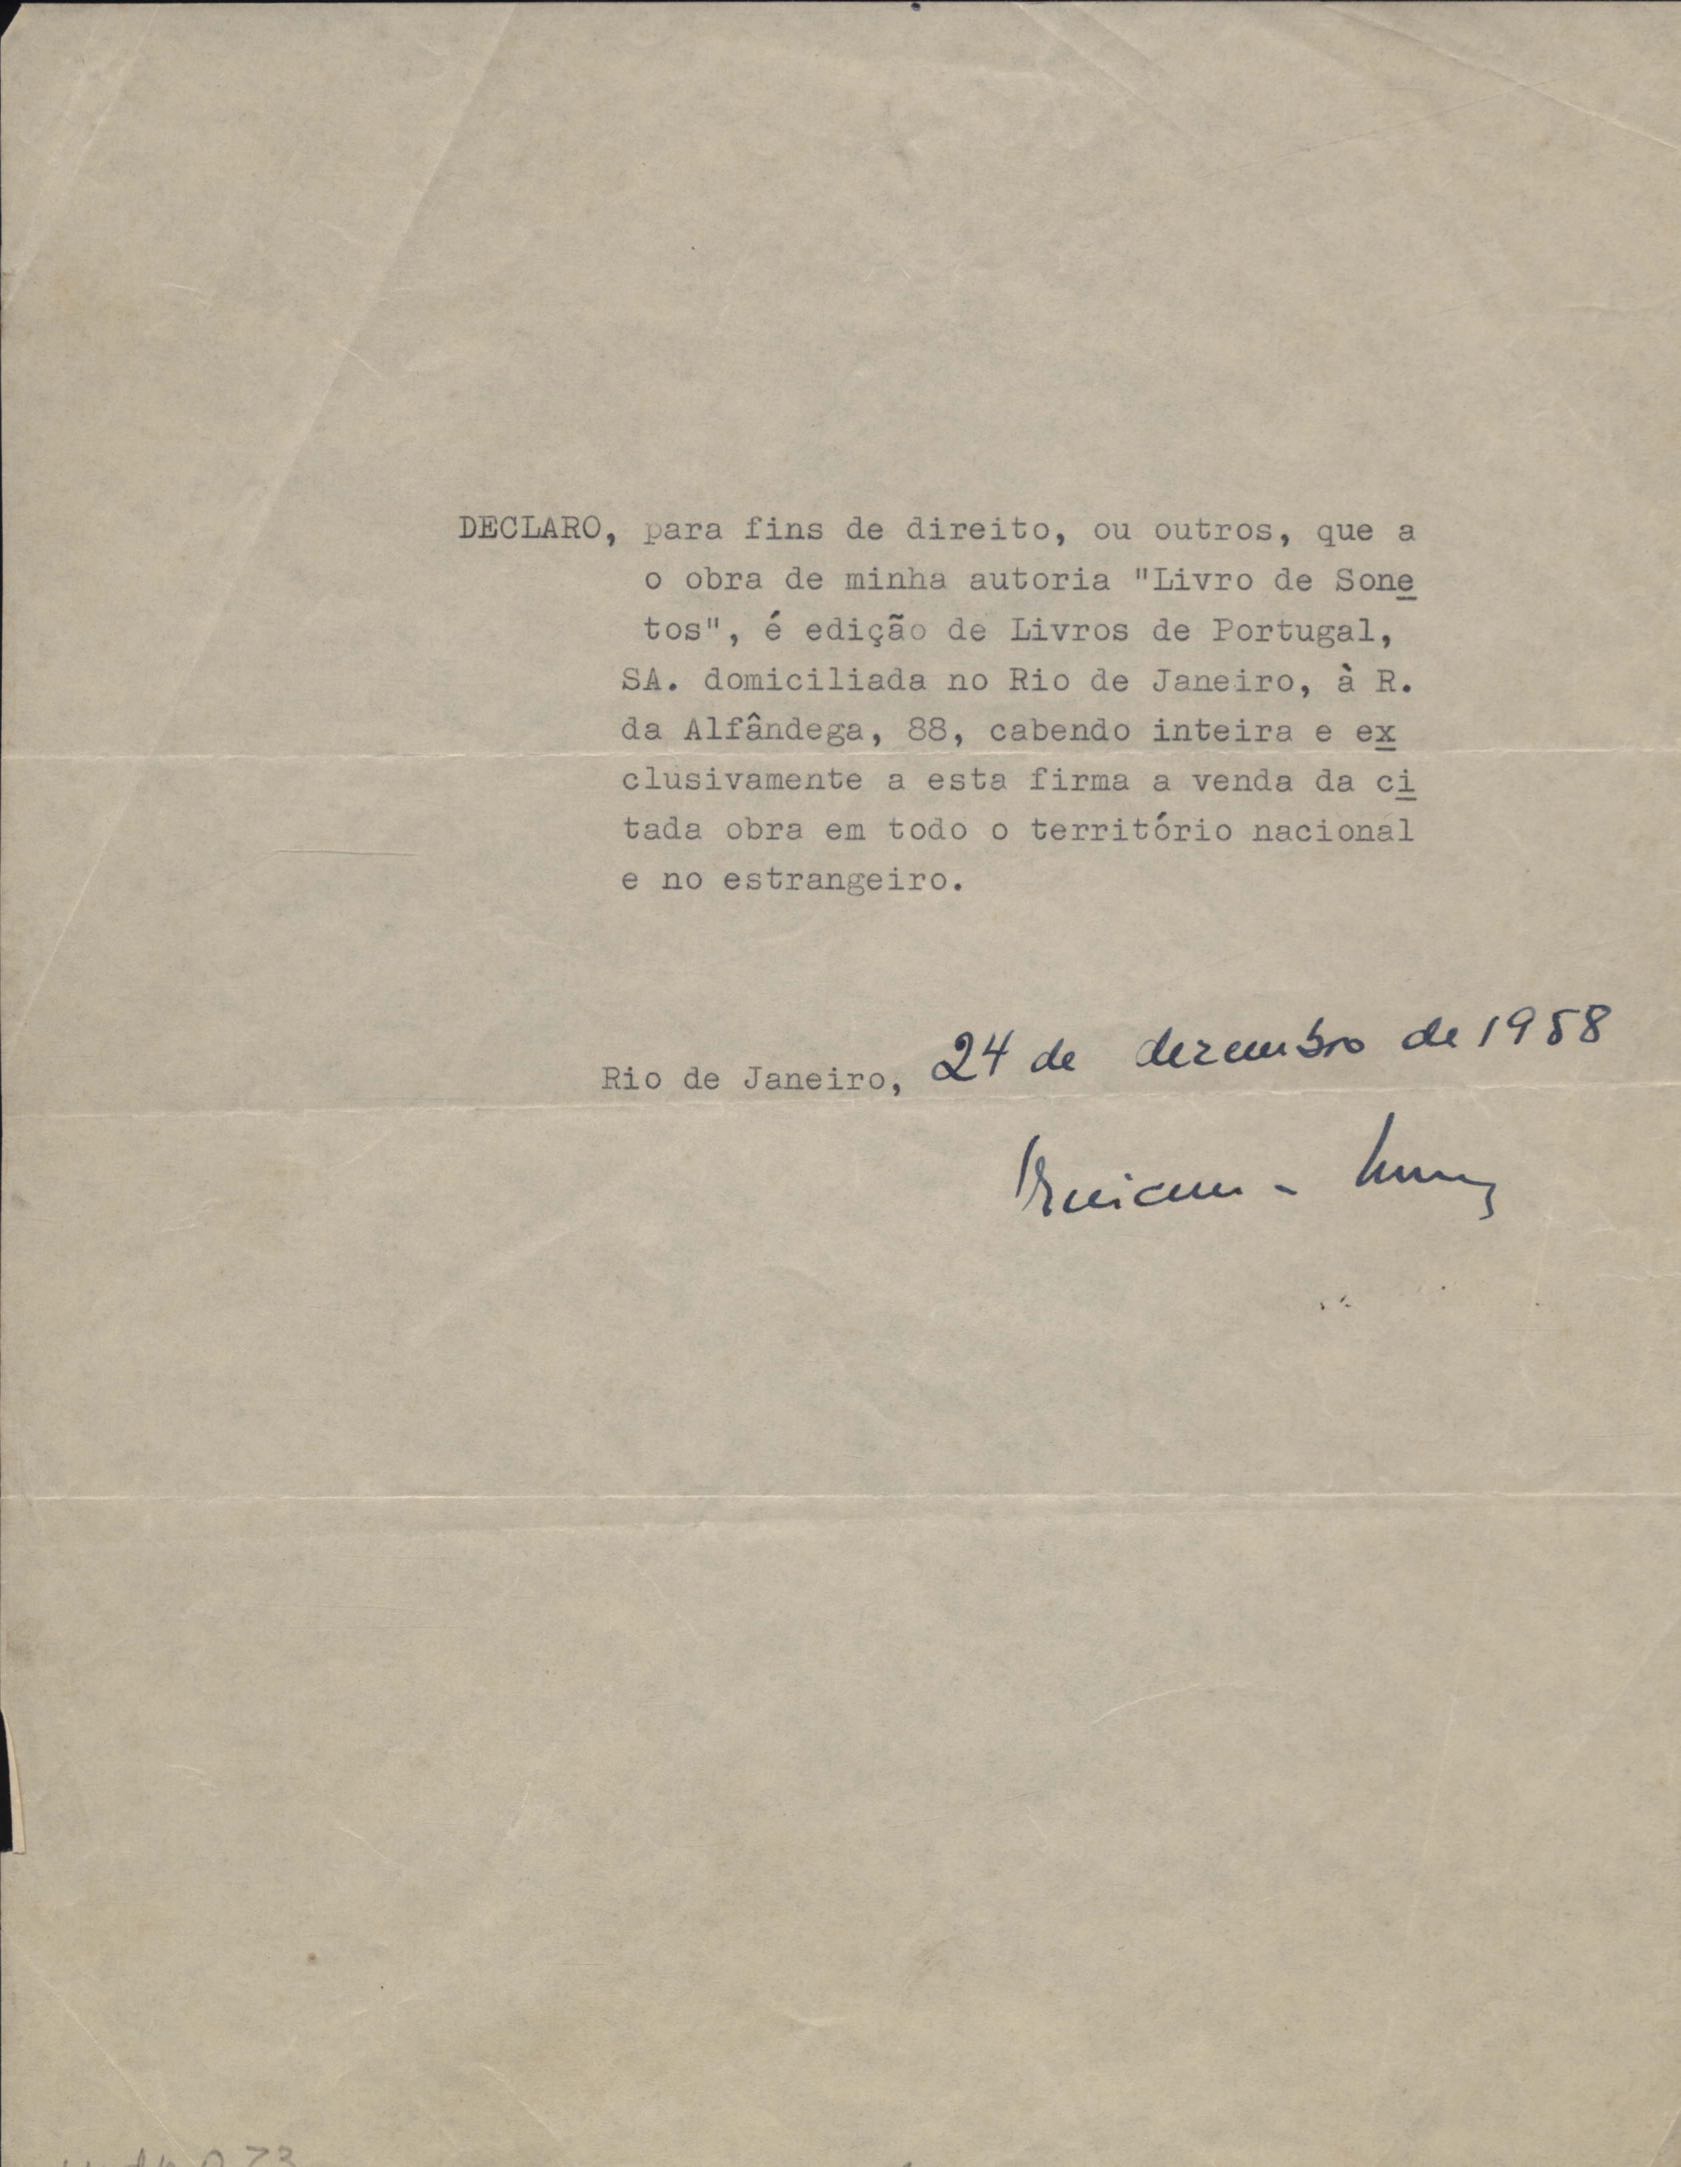 DECLARO, para fins de direito, ou outros, que a
o obra de minha autoria "Livro de Sone
tos", é edição de Livros de Portugal,
SA. domiciliada no Rio de Janeiro, à R.
da Alfândega, 88, cabendo inteira e ex
clusivamente a esta firma a venda da ci
tada obra em todo o território nacional
e no estrangeiro.
Rio de Janeiro, 24 de dezembro de 1958